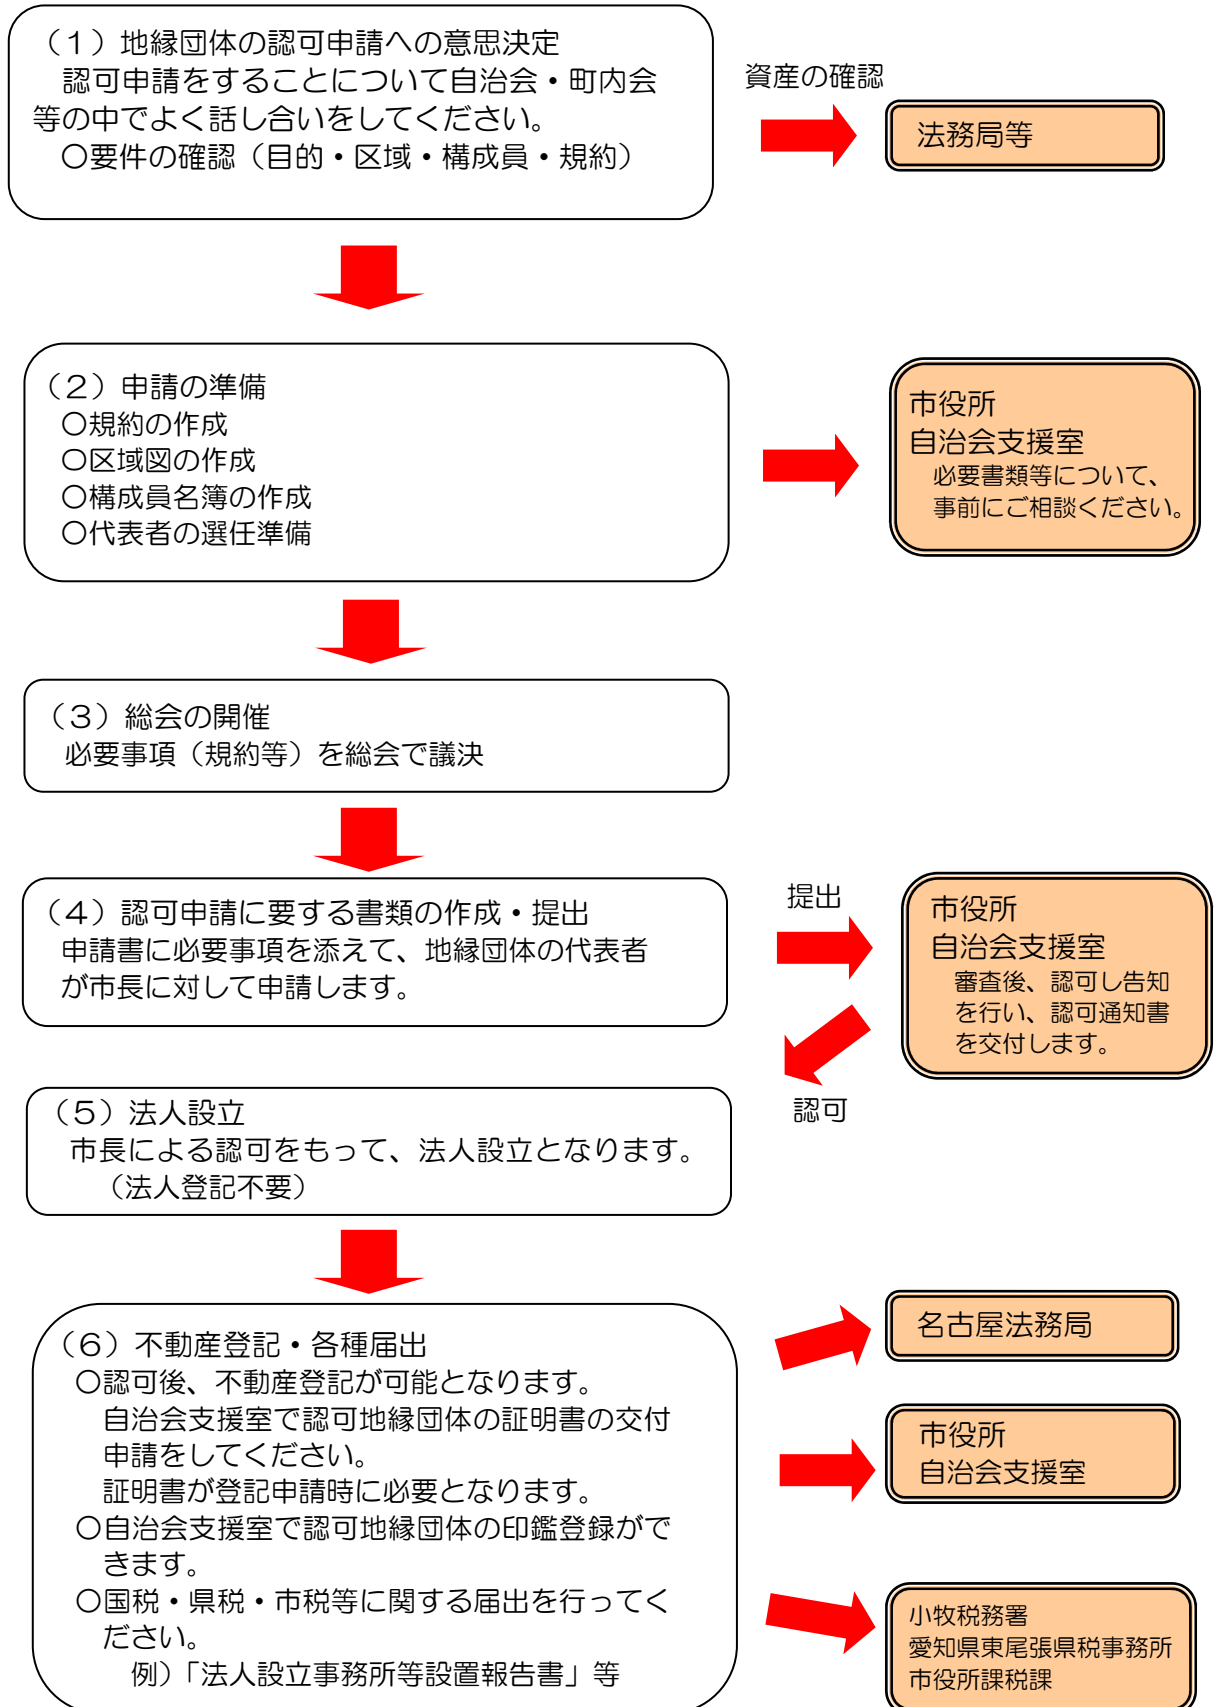 （１）地縁団体の認可申請への意思決定
認可申請をすることについて自治会・町内会
等の中でよく話し合いをしてください。
〇要件の確認（目的・区域・構成員・規約）
資産の確認
法務局等
（２）申請の準備
〇規約の作成
〇区域図の作成
〇構成員名簿の作成
〇代表者の選任準備
市役所
自治会支援室
必要書類等について、
事前にご相談ください。
（３）総会の開催
必要事項（規約等）を総会で議決
（４）認可申請に要する書類の作成・提出
申請書に必要事項を添えて、地縁団体の代表者
が市長に対して申請します。
提出
市役所
自治会支援室
審査後、認可し告知
を行い、認可通知書
を交付します。
認可
（５）法人設立
市長による認可をもって、法人設立となります。
（法人登記不要）
（６）不動産登記・各種届出
〇認可後、不動産登記が可能となります。
自治会支援室で認可地縁団体の証明書の交付
申請をしてください。
証明書が登記申請時に必要となります。
〇自治会支援室で認可地縁団体の印鑑登録がで
きます。
〇国税・県税・市税等に関する届出を行ってく
ださい。
例）「法人設立事務所等設置報告書」等
名古屋法務局
市役所
自治会支援室
小牧税務署
愛知県東尾張県税事務所
市役所課税課